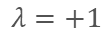 λ = +1